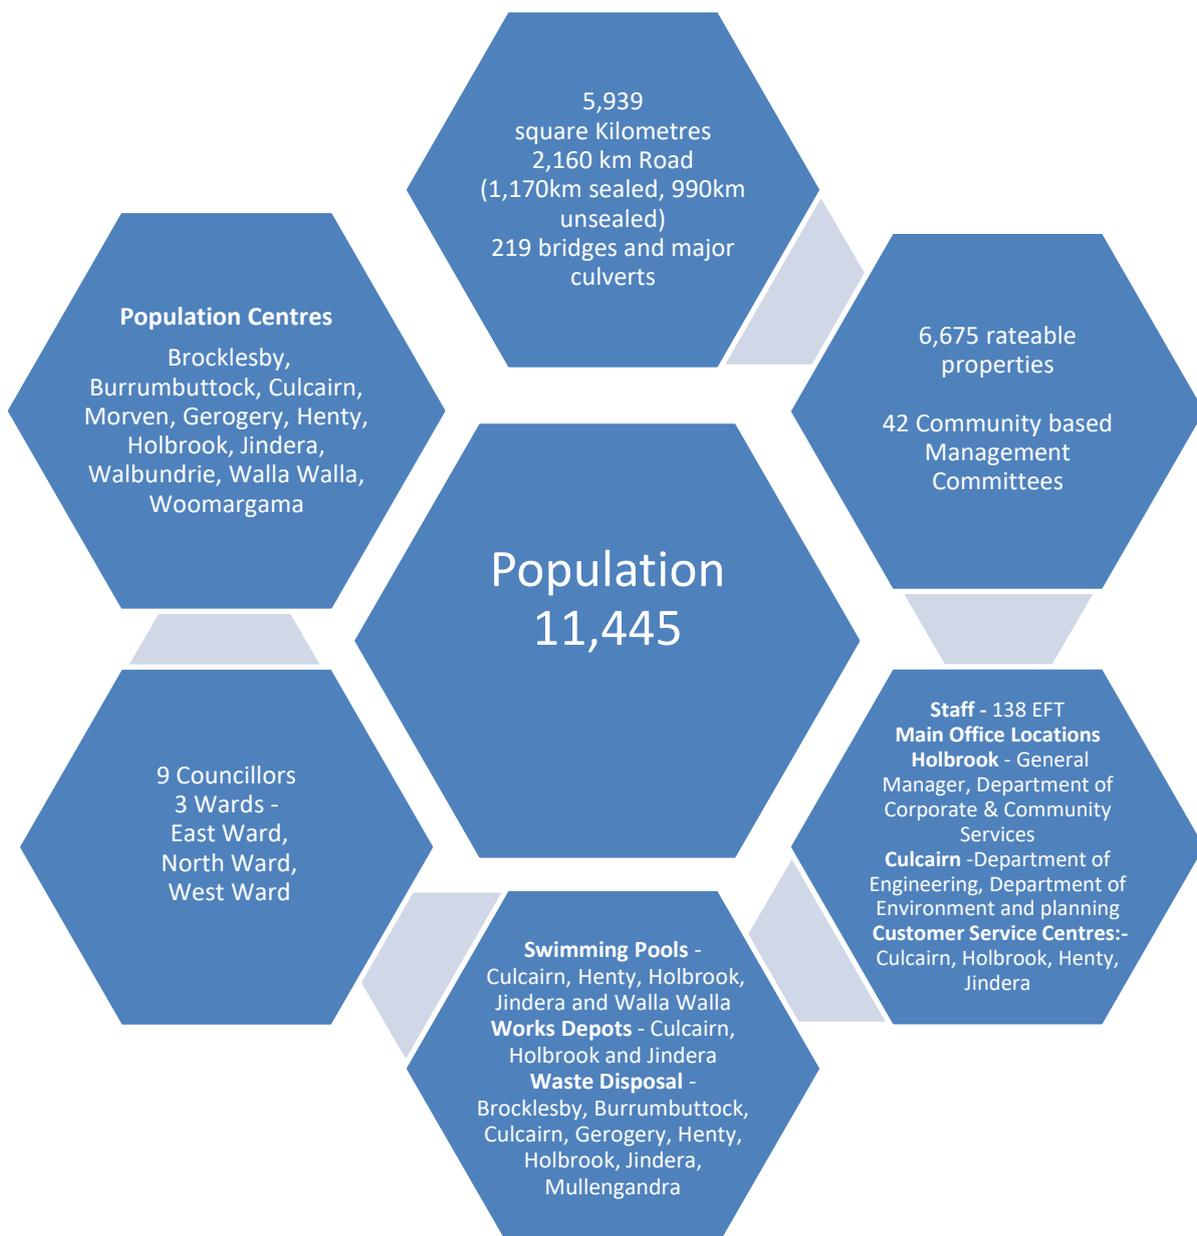 5,939
square Kilometres
2,160 km Road
(1,170km sealed, 990km
unsealed)
219 bridges and major
culverts
6,675 rateable
properties
42 Community based
Management
Committees
Staff - 138 EFT
Main Office Locations
Holbrook - General
Manager, Department of
Corporate & Community
Services
Culcairn -Department of
Engineering, Department of
Environment and planning
Customer Service Centres:-
Culcairn, Holbrook, Henty,
Jindera
Swimming Pools -
Culcairn, Henty, Holbrook,
Jindera and Walla Walla
Works Depots - Culcairn,
Holbrook and Jindera
Waste Disposal -
Brocklesby, Burrumbuttock,
Culcairn, Gerogery, Henty,
Holbrook, Jindera,
Mullengandra
9 Councillors
3 Wards -
East Ward,
North Ward,
West Ward
Population Centres
Brocklesby,
Burrumbuttock, Culcairn,
Morven, Gerogery, Henty,
Holbrook, Jindera,
Walbundrie, Walla Walla,
Woomargama
Population
11,445